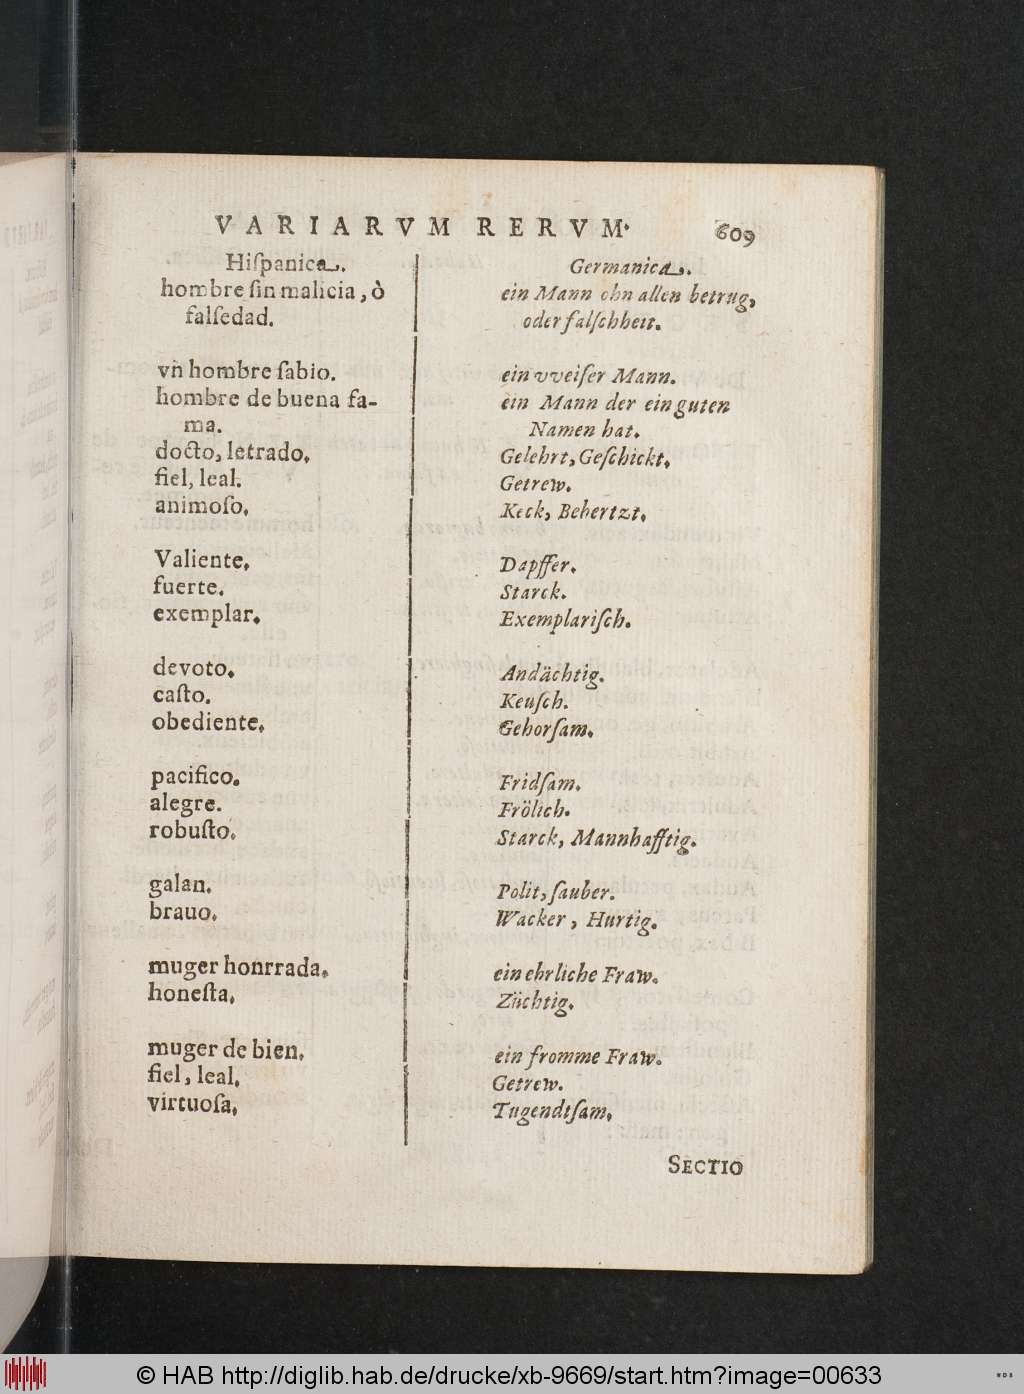 VARIARVM RERVM. 609
Hiſpanica.
hombre ſin malicia, ò
falſedad.
vn hombre ſabio.
hombre de buena fa-
ma.
docto, letrado.
fiel, leal.
animoſo.
Valiente.
fuerte.
exemplar.
devoto.
caſto.
obediente.
pacifico.
alegre.
robuſto.
galan.
brauo.
muger honrrada.
honeſta.
muger de bien.
fiel, leal.
virtuoſa.
Germanica.
ein Mann ohn allen betrug,
oder falſchheit.
ein vveiſer Mann.
ein Mann der ein guten
Namen hat.
Gelehrt, Geſchickt.
Getrew.
Keck, Behertzt.
Dapffer.
Starck.
Exemplariſch.
Andächtig.
Keuſch.
Gehorſam.
Fridſam.
Frölich.
Starck, Mannhafftig.
Polit, ſauber.
Wacker, Hurtig.
ein ehrliche Fraw.
Züchtig.
ein fromme Fraw.
Getrew.
Tugendtſam.
SECTIO
© HAB http://diglib.hab.de/drucke/xb-9669/start.htm?image=00633